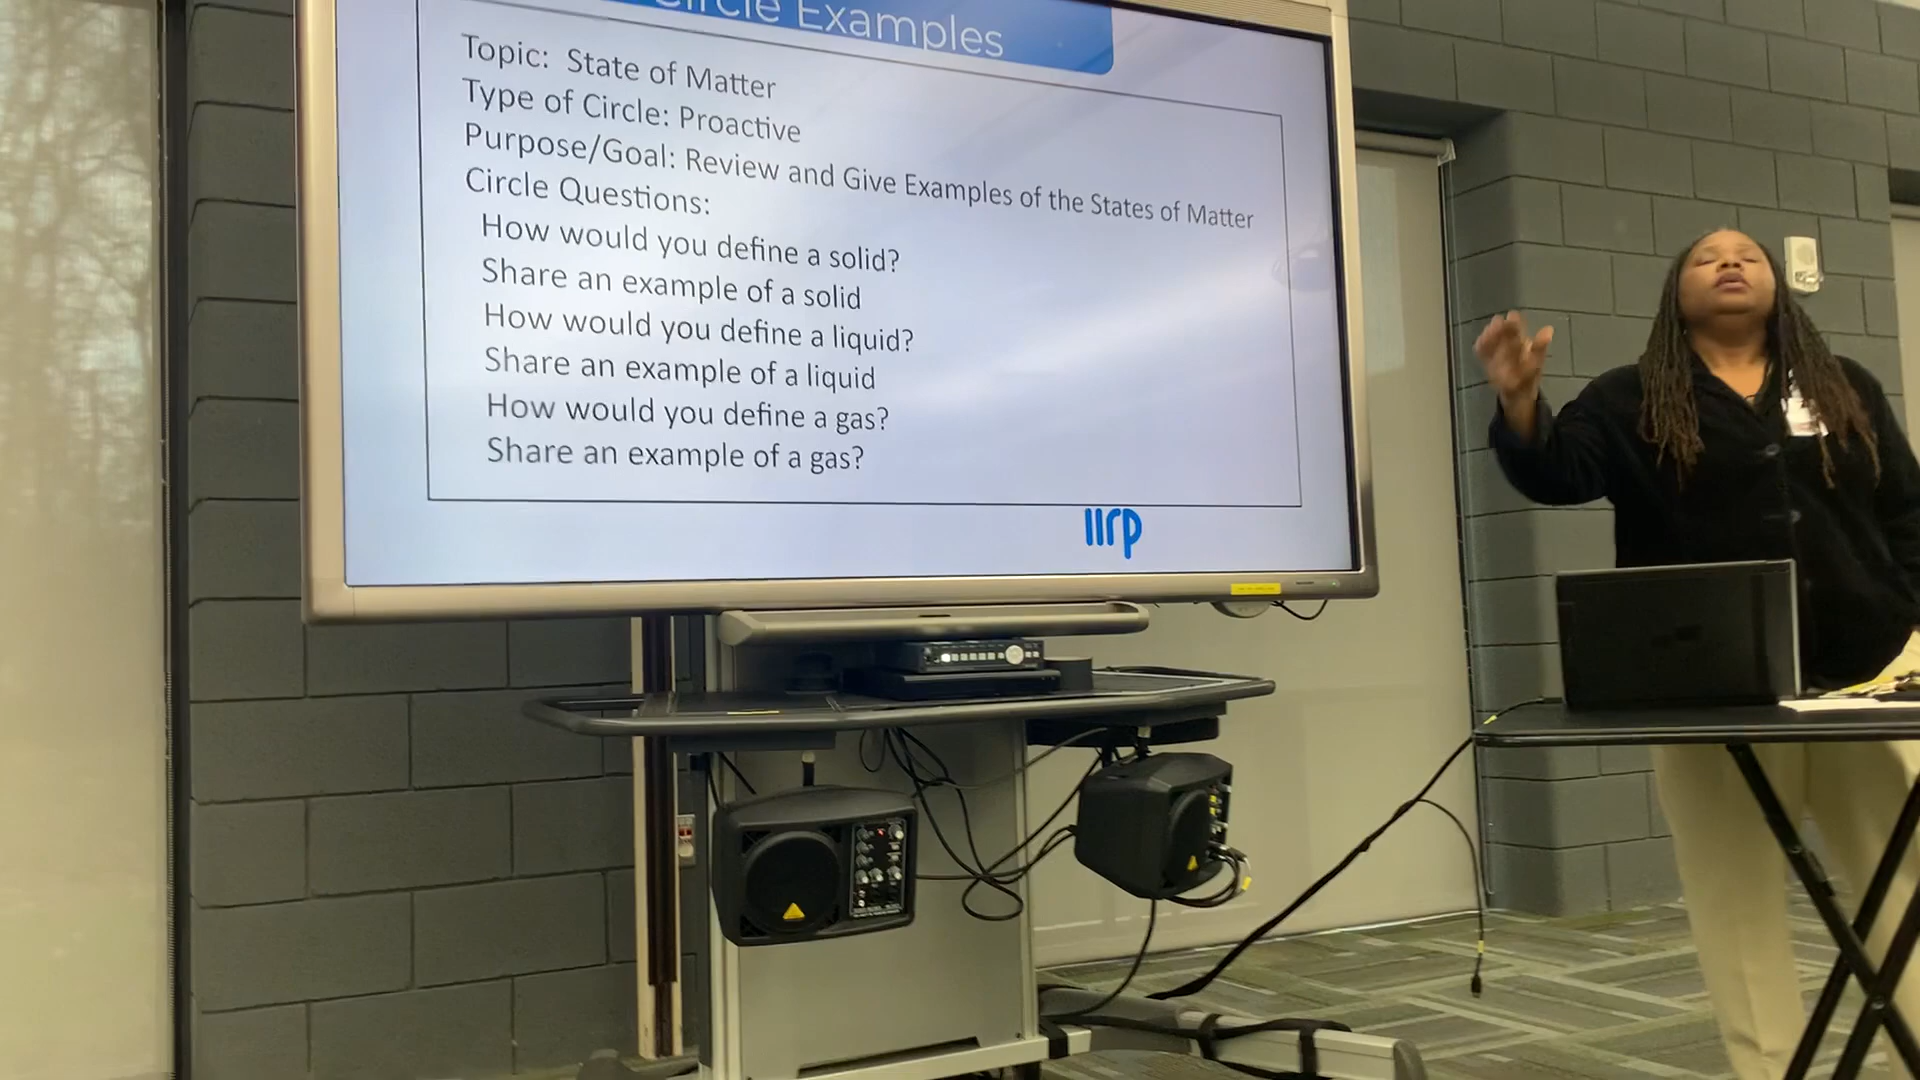 Circle Examples
Topic: State of Matter
Type of Circle: Proactive
Purpose/Goal: Review and Give Examples of the States of Matter
Circle Questions:
How would you define a solid?
Share an example of a solid
How would you define a liquid?
Share an example of a liquid
How would you define a gas?
Share an example of a gas?
iirp